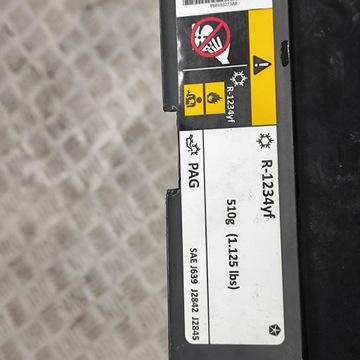 R-1234yf
R-1234yf
510g (1.125 lbs)
PAG
SAE J639 J2842 J2845